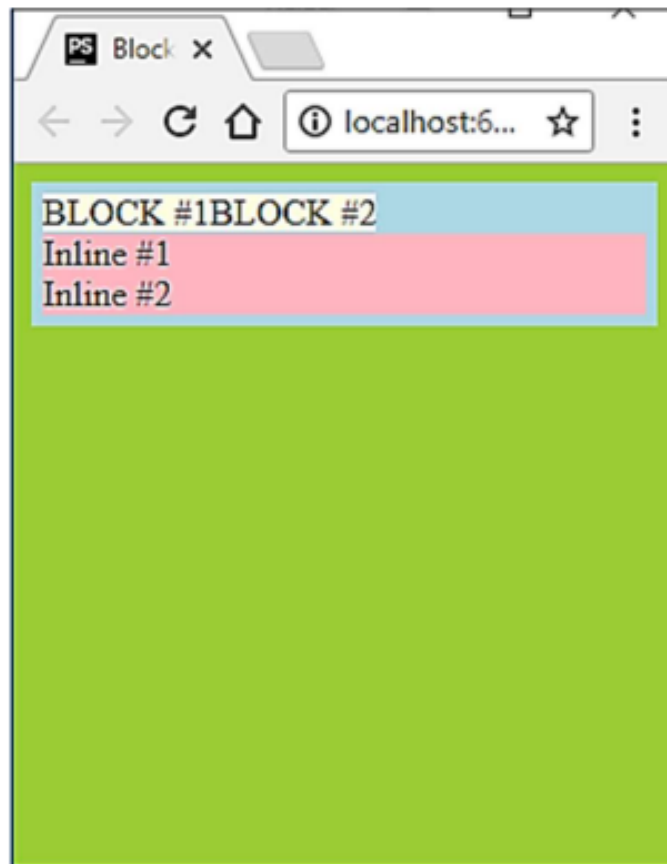 PS Block
localhost:6...
BLOCK #1BLOCK #2
Inline #1
Inline #2